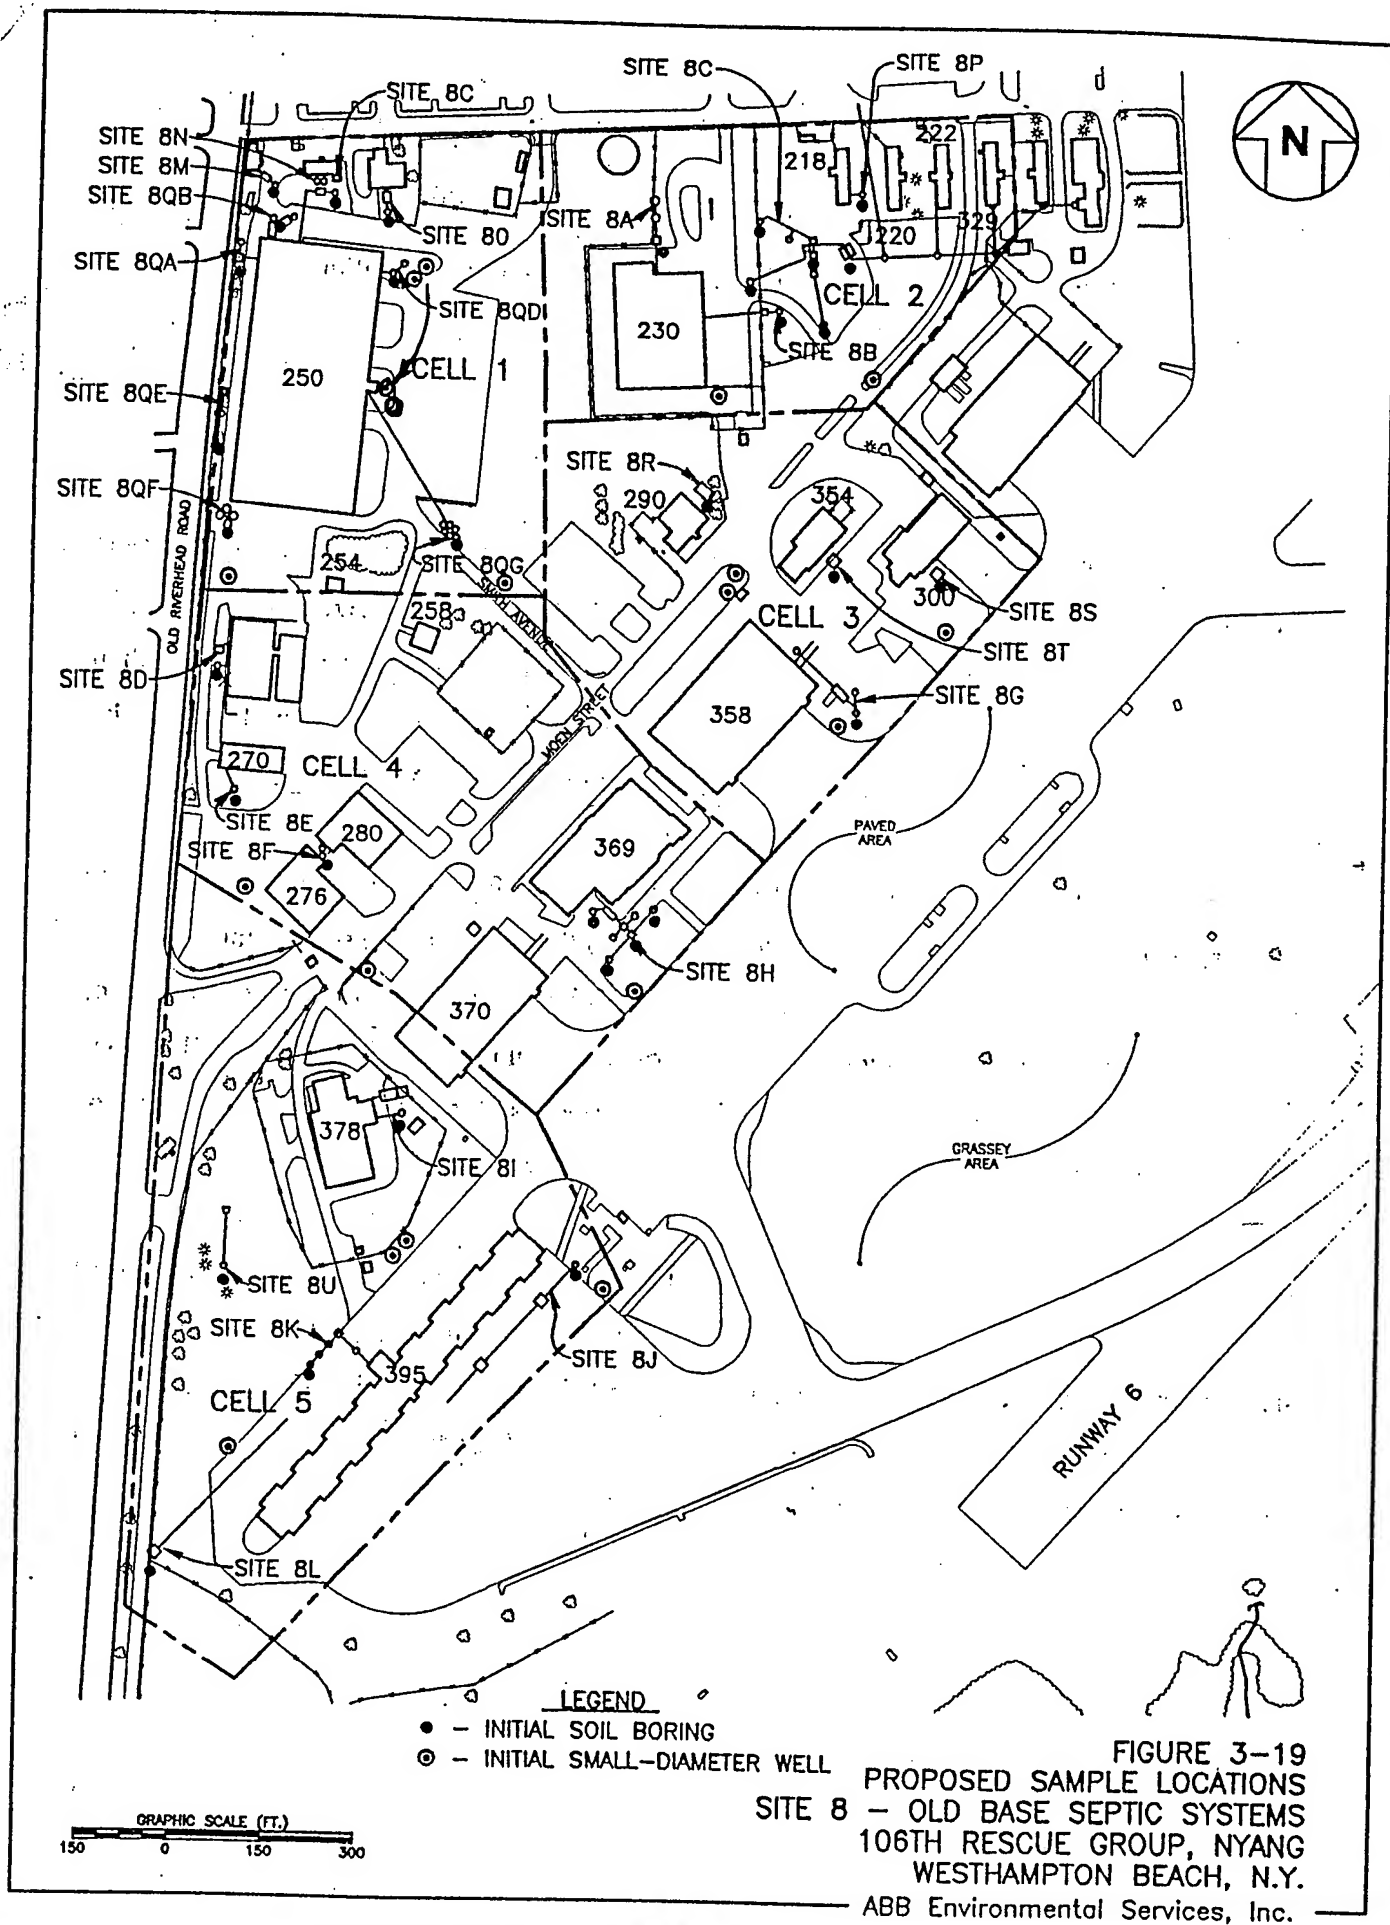 SITE 8C
SITE 8P
SITE 8C
SITE 8N
SITE 8M
SITE 8QB
SITE 8QA
222
218
N
SITE 8A
SITE 80
220
329
CELL 2
SITE 8QD
230
SITE 8B
250
CELL 1
SITE 8QE
SITE 8R
SITE 8QF
290
354
OLD RIVERHEAD ROAD
254
SITE 8QG
SMITH AVENUE
258
CELL 3
300
SITE 8S
SITE 8T
SITE 8D
SITE 8G
358
MOEN STREET
270
CELL 4
SITE 8E
280
SITE 8F
369
PAVED
AREA
276
SITE 8H
370
378
SITE 8I
GRASSEY
AREA
SITE 8U
SITE 8K
SITE 8J
395
CELL 5
RUNWAY 6
SITE 8L
LEGEND
● – INITIAL SOIL BORING
◉ – INITIAL SMALL-DIAMETER WELL
FIGURE 3-19
PROPOSED SAMPLE LOCATIONS
SITE 8 – OLD BASE SEPTIC SYSTEMS
106TH RESCUE GROUP, NYANG
WESTHAMPTON BEACH, N.Y.
ABB Environmental Services, Inc.
GRAPHIC SCALE (FT.)
150 0 150 300